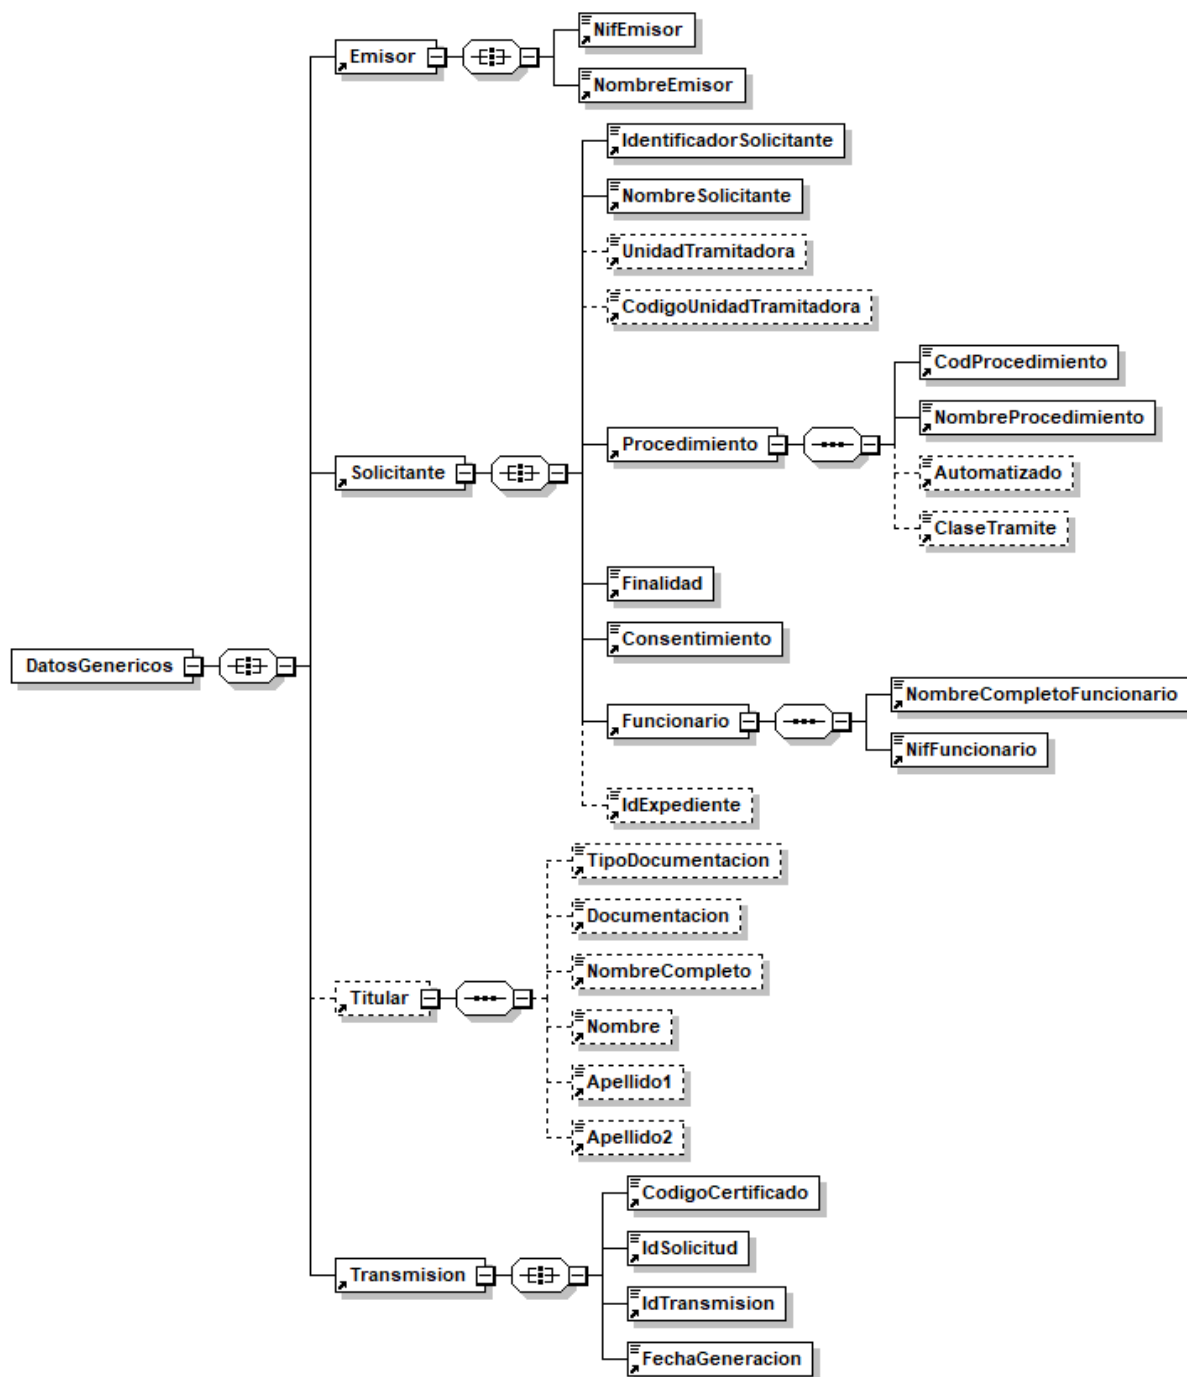 NifEmisor
Emisor
NombreEmisor
IdentificadorSolicitante
NombreSolicitante
UnidadTramitadora
CodigoUnidadTramitadora
CodProcedimiento
NombreProcedimiento
Procedimiento
Solicitante
Automatizado
ClaseTramite
Finalidad
Consentimiento
DatosGenericos
NombreCompletoFuncionario
Funcionario
NifFuncionario
IdExpediente
TipoDocumentacion
Documentacion
NombreCompleto
Titular
Nombre
Apellido1
Apellido2
CodigoCertificado
IdSolicitud
Transmision
IdTransmision
FechaGeneracion